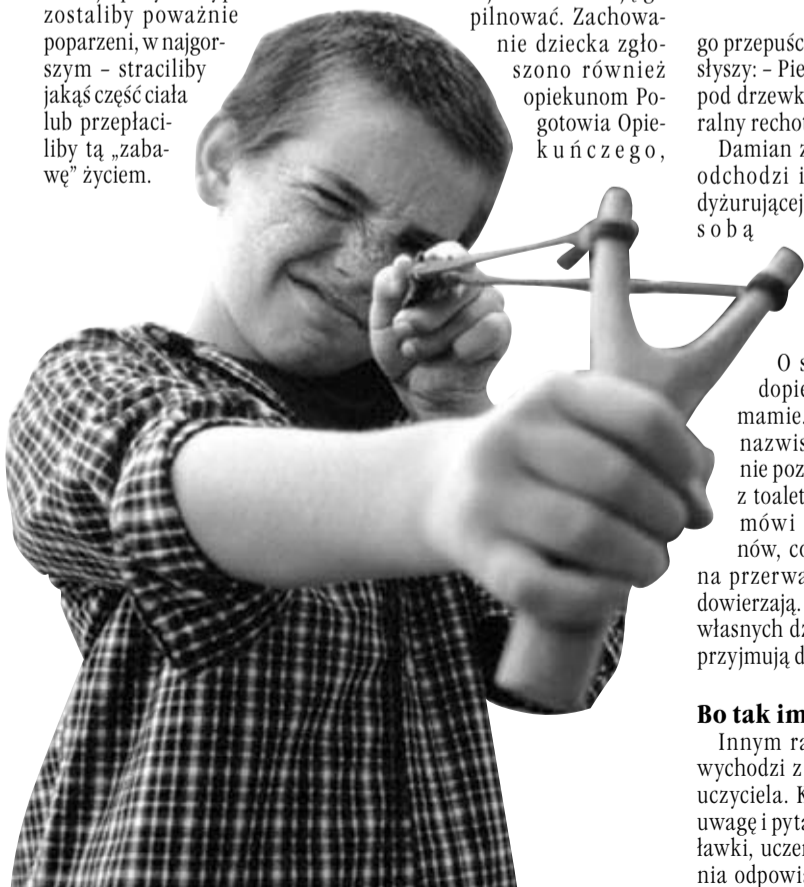 zostaliby poważnie
poparzeni, w najgor-
szym – straciliby
jakąś część ciała
lub przepłaci-
liby tą „zaba-
wę” życiem.
pilnować. Zachowa-
nie dziecka zgło-
szono również
opiekunom Po-
gotowia Opie-
kuńczego,
go przepuśc
słyszy: – Pie
pod drzewk
ralny recho
Damian z
odchodzi i
dyżurującej
sobą
O s
dopie
mamie.
nazwis
nie poz
z toalet
mówi
nów, co
na przerwa
dowierzają.
własnych dz
przyjmują d
Bo tak im
Innym ra
wychodzi z
uczyciela. K
uwagę i pyta
ławki, uczer
nia odpowia